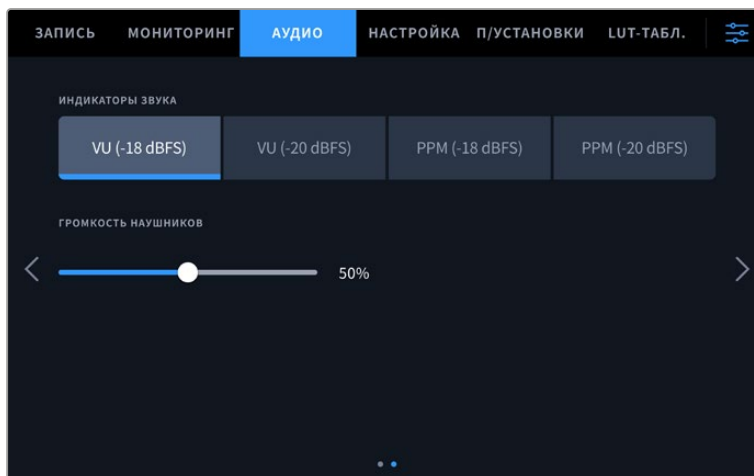 ЗАПИСЬ МОНИТОРИНГ АУДИО НАСТРОЙКА П/УСТАНОВКИ LUT-ТАБЛ.
ИНДИКАТОРЫ ЗВУКА
VU (-18 dBFS) VU (-20 dBFS) PPM (-18 dBFS) PPM (-20 dBFS)
ГРОМКОСТЬ НАУШНИКОВ
50%